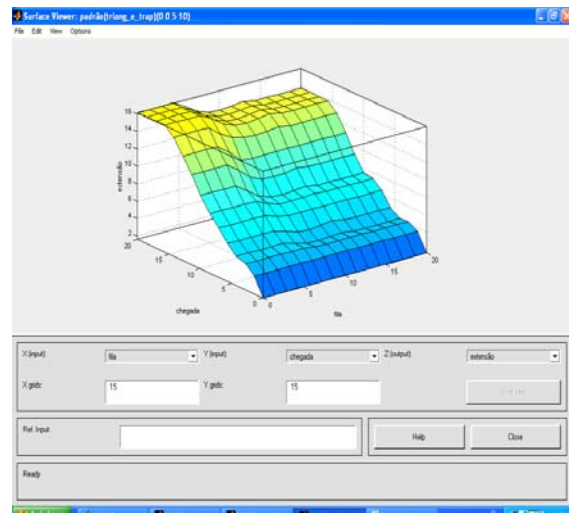 Surface Viewer: padrão(triang_e_trap)(0 0 5 10)
File Edit View Options
16
14
12
10
8
6
4
2
extensão
20
15
10
5
0
chegada
0
5
10
15
20
fila
X (input): fila Y (input): chegada Z (output): extensão
X grids: 15 Y grids: 15
Ref. Input: Help Close
Ready